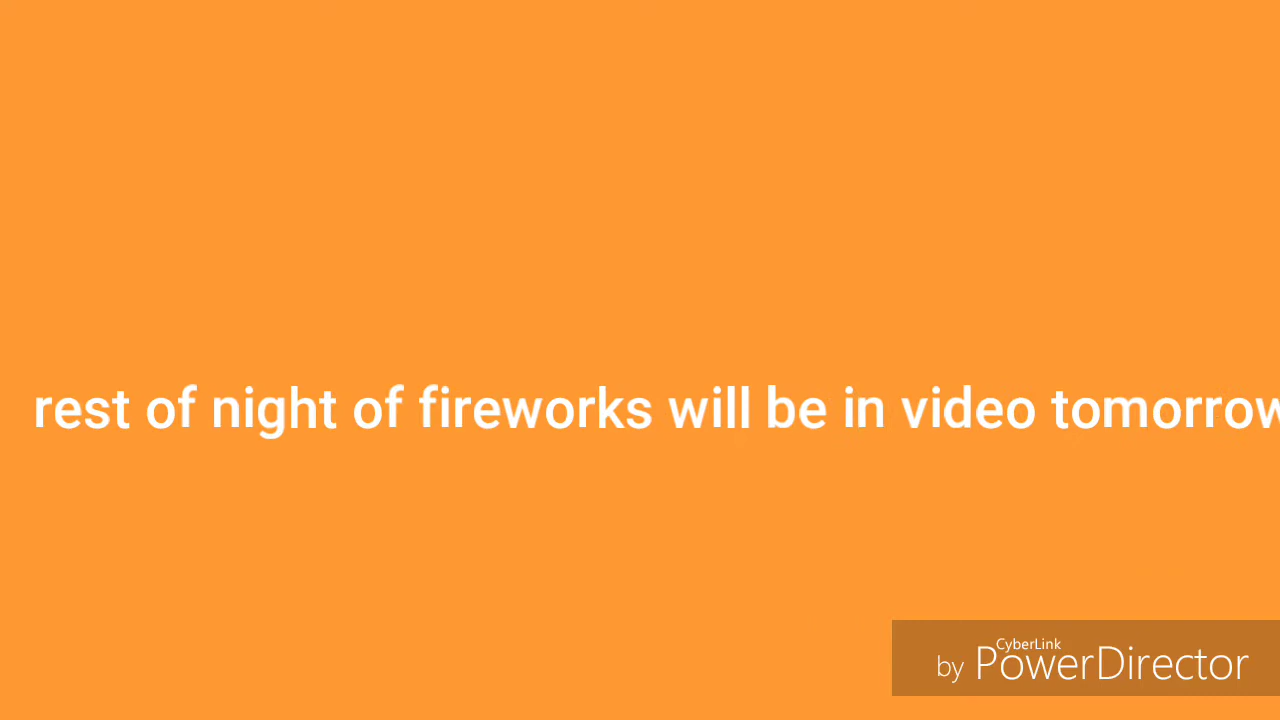 rest of night of fireworks will be in video tomorrow
by CyberLink PowerDirector